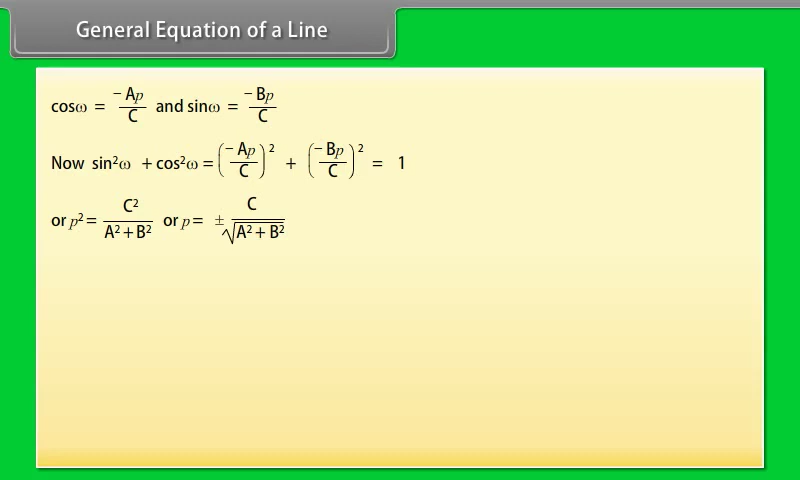 General Equation of a Line
cosω = −Ap/C and sinω = −Bp/C
Now sin²ω + cos²ω = (−Ap/C)² + (−Bp/C)² = 1
or p² = C²/A² + B² or p = ± C/√A² + B²